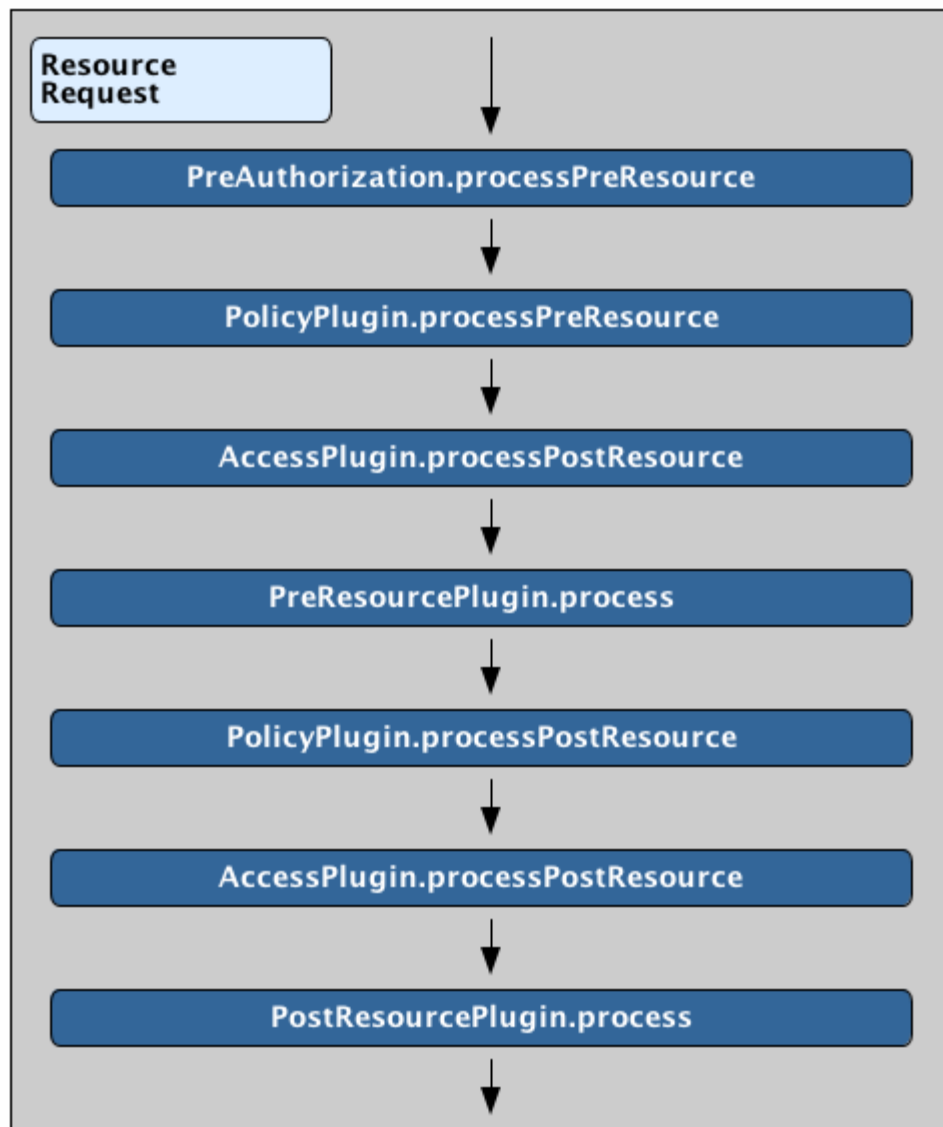 Resource
Request
PreAuthorization.processPreResource
PolicyPlugin.processPreResource
AccessPlugin.processPostResource
PreResourcePlugin.process
PolicyPlugin.processPostResource
AccessPlugin.processPostResource
PostResourcePlugin.process